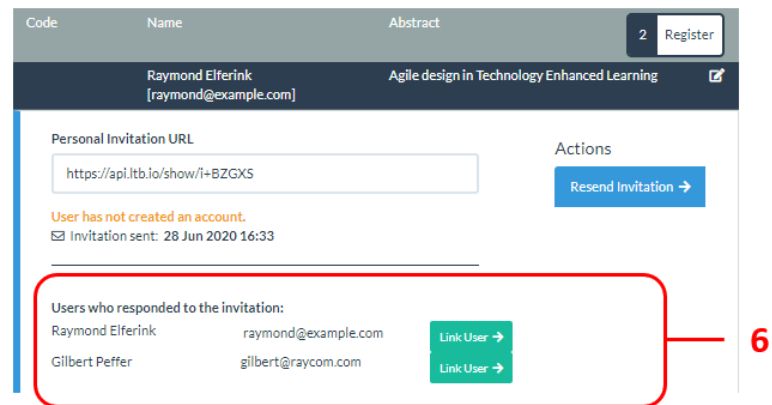 Code Name Abstract 2 Register
Raymond Elferink Agile design in Technology Enhanced Learning
[raymond@example.com]
Personal Invitation URL
Actions
https://api.ltb.io/show/i+BZGXS
Resend Invitation →
User has not created an account.
Invitation sent: 28 Jun 2020 16:33
Users who responded to the invitation:
Raymond Elferink raymond@example.com Link User →
6
Gilbert Peffer gilbert@raycom.com Link User →